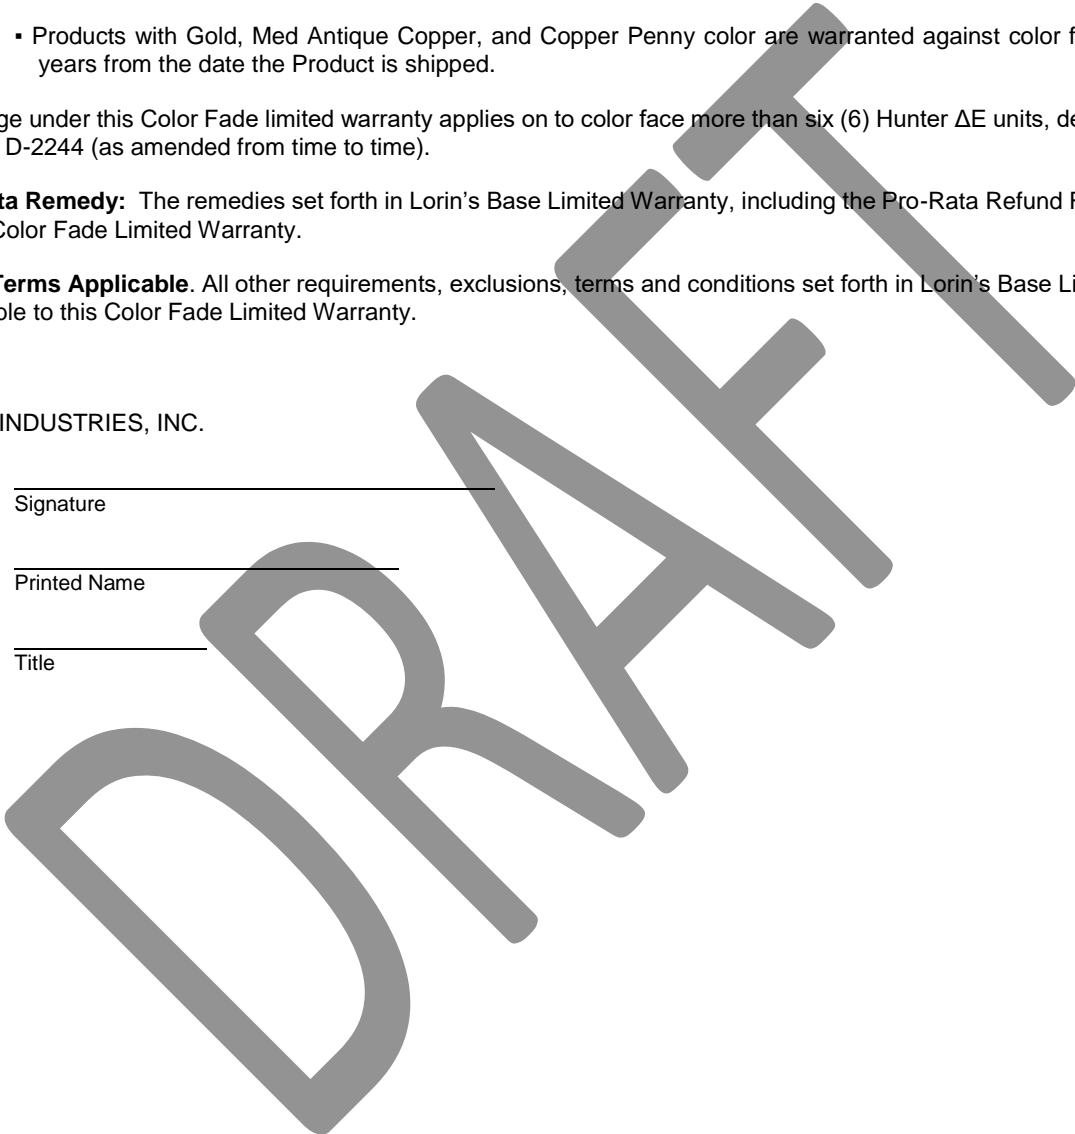 ▪ Products with Gold, Med Antique Copper, and Copper Penny color are warranted against color f
years from the date the Product is shipped.
ge under this Color Fade limited warranty applies on to color face more than six (6) Hunter ΔE units, de
D-2244 (as amended from time to time).
ta Remedy: The remedies set forth in Lorin’s Base Limited Warranty, including the Pro-Rata Refund
Color Fade Limited Warranty.
Terms Applicable. All other requirements, exclusions, terms and conditions set forth in Lorin’s Base Li
ble to this Color Fade Limited Warranty.
INDUSTRIES, INC.
Signature
Printed Name
Title
DRAFT